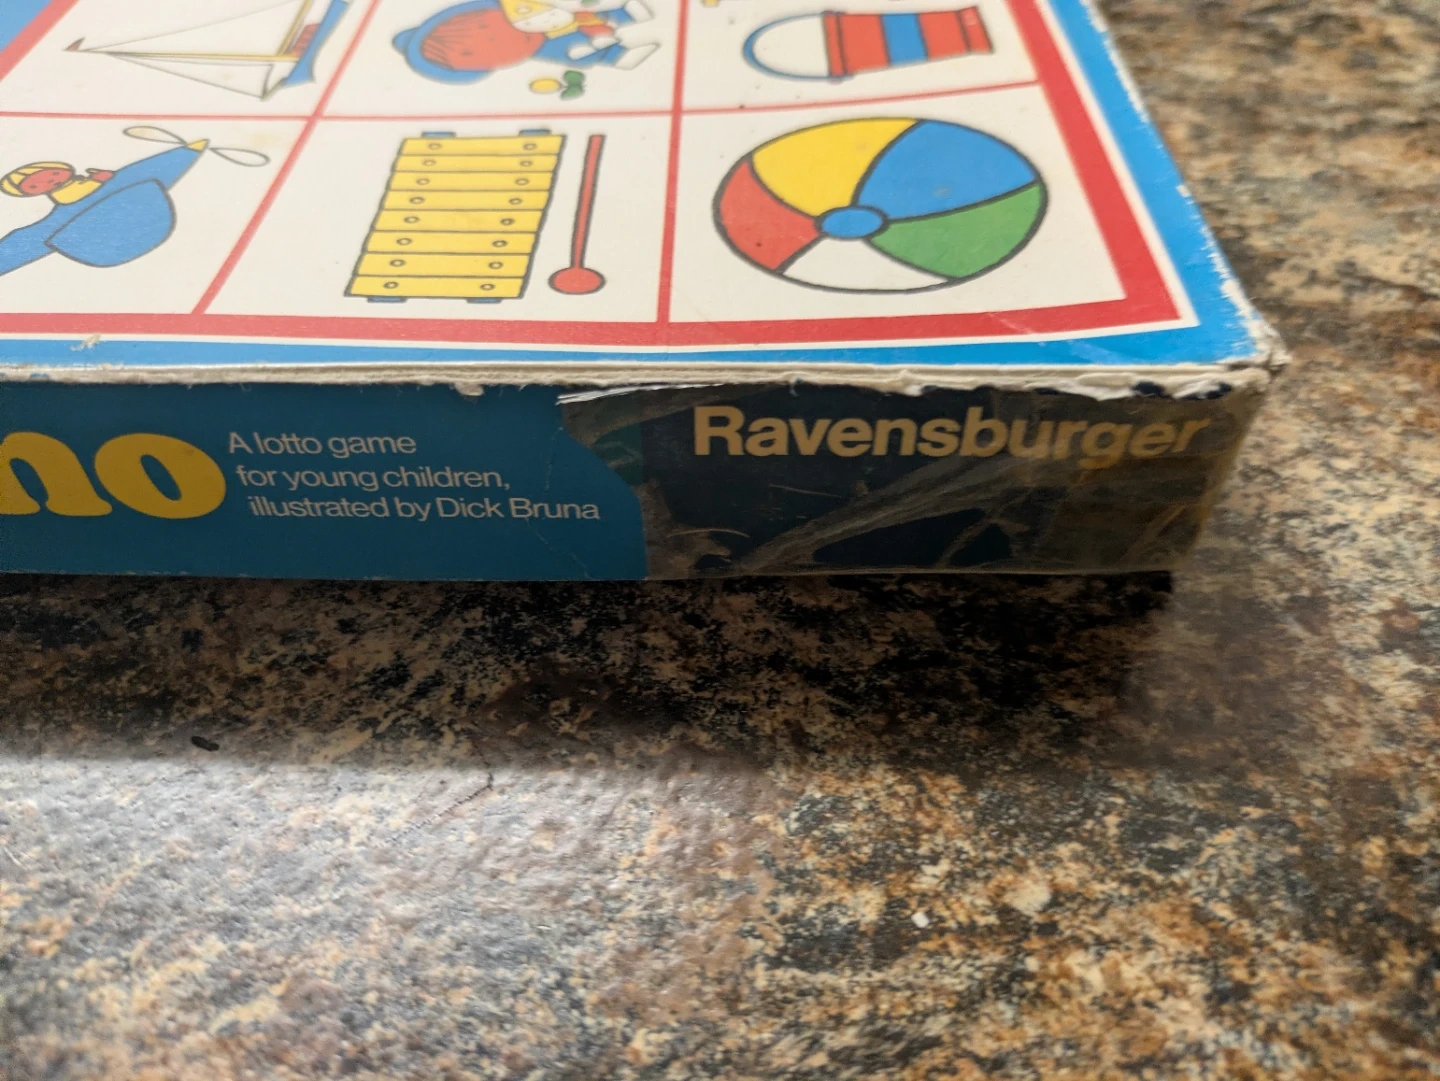 no
A lotto game
for young children,
illustrated by Dick Bruna
Ravensburger